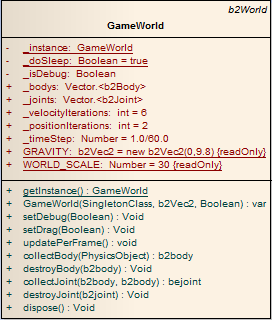 b2World
GameWorld
- _instance: GameWorld
- _doSleep: Boolean = true
- _isDebug: Boolean
+ _bodys: Vector.<b2Body>
+ _joints: Vector.<b2Joint>
+ _velocityIterations: int = 6
+ _positionIterations: int = 2
+ _timeStep: Number = 1.0/60.0
+ GRAVITY: b2Vec2 = new b2Vec2(0,9.8) {readOnly}
+ WORLD_SCALE: Number = 30 {readOnly}
+ getInstance() : GameWorld
+ GameWorld(SingletonClass, b2Vec2, Boolean) : var
+ setDebug(Boolean) : Void
+ setDrag(Boolean) : Void
+ updatePerFrame() : void
+ collectBody(PhysicsObject) : b2body
+ destroyBody(b2body) : Void
+ collectJoint(b2body, b2body) : bejoint
+ destroyJoint(b2joint) : Void
+ dispose() : Void